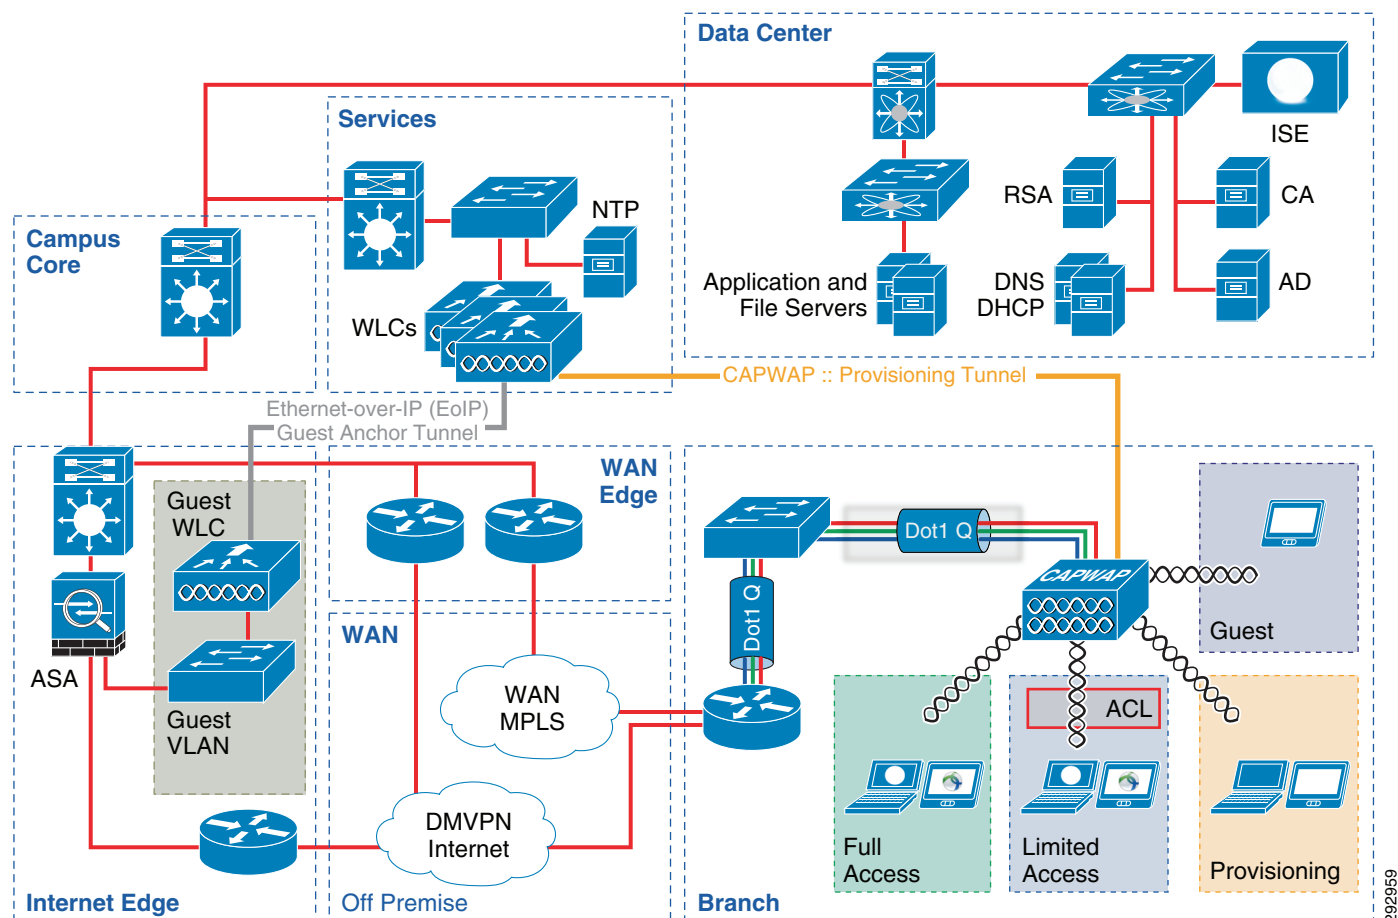 Data Center
ISE
RSA
CA
DNS
DHCP
AD
Application and
File Servers
Services
NTP
WLCs
Campus
Core
CAPWAP :: Provisioning Tunnel
Ethernet-over-IP (EoIP)
Guest Anchor Tunnel
Guest
WLC
Guest
VLAN
ASA
Internet Edge
WAN
Edge
WAN
WAN
MPLS
DMVPN
Internet
Off Premise
Dot1 Q
Dot1 Q
CAPWAP
Guest
ACL
Full
Access
Limited
Access
Provisioning
Branch
292959